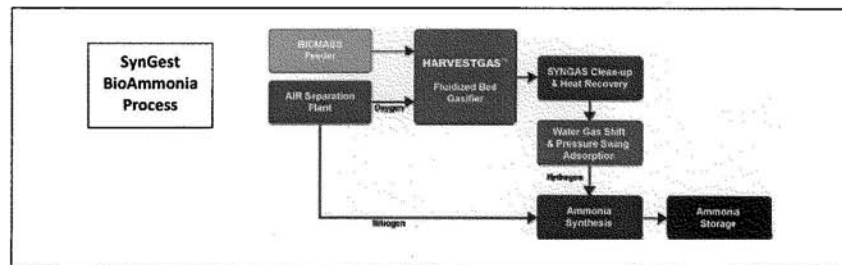 SynGest
BioAmmonia
Process
BIOMASS
Feeder
HARVESTGAS™
Fluidized Bed
Gasifier
AIR Separation
Plant
Oxygen
SYNGAS Clean-up
& Heat Recovery
Water Gas Shift
& Pressure Swing
Adsorption
Hydrogen
Nitrogen
Ammonia
Synthesis
Ammonia
Storage